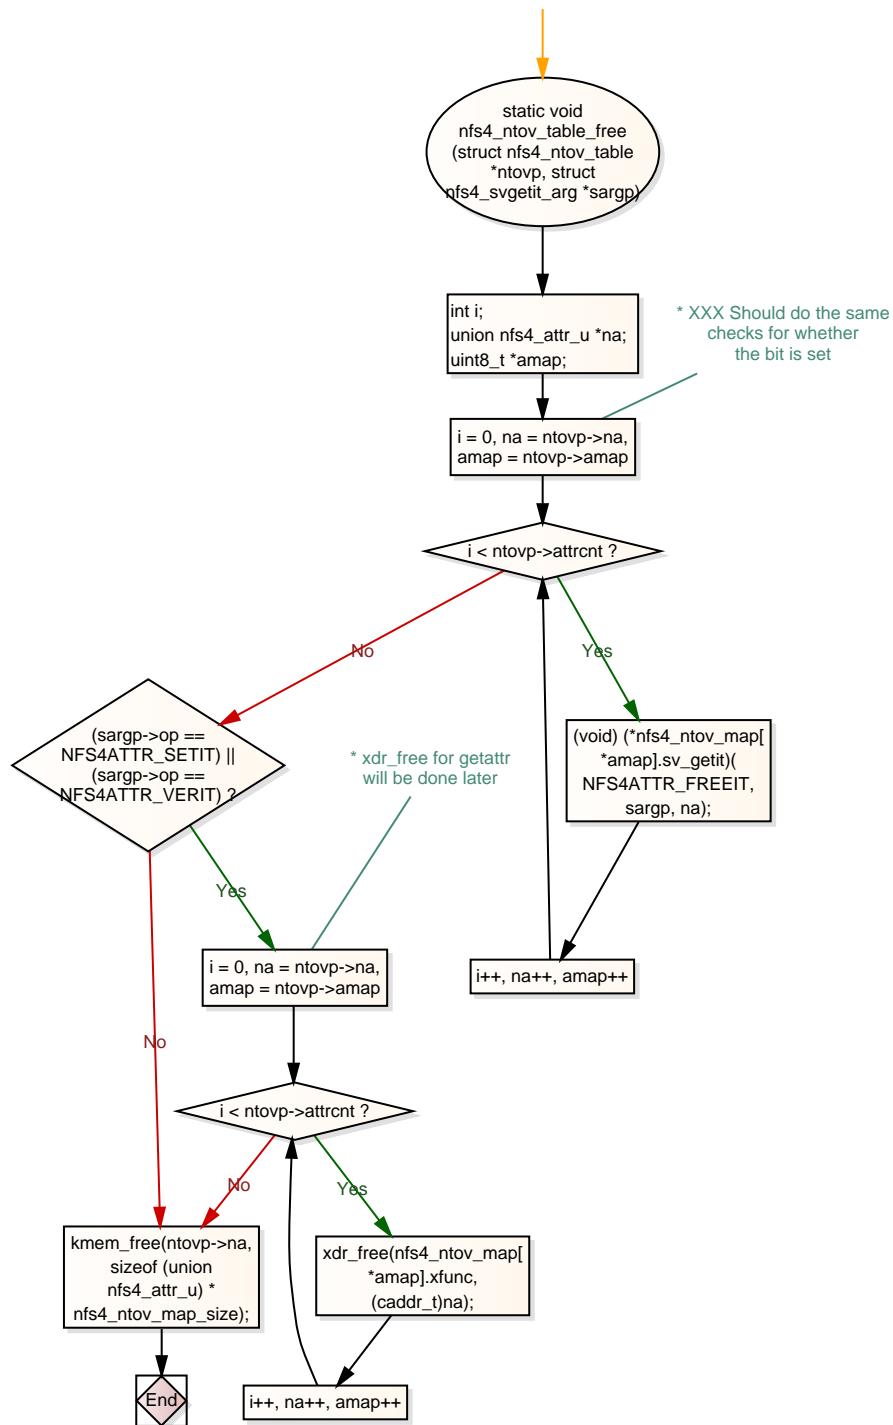 static void
nfs4_ntov_table_free
(struct nfs4_ntov_table
*ntovp, struct
nfs4_svgetit_arg *sargp)
int i;
union nfs4_attr_u *na;
uint8_t *amap;
* XXX Should do the same
checks for whether
the bit is set
i = 0, na = ntovp->na,
amap = ntovp->amap
i < ntovp->attrcnt ?
No
Yes
(sargp->op ==
NFS4ATTR_SETIT) ||
(sargp->op ==
NFS4ATTR_VERIT) ?
* xdr_free for getattr
will be done later
(void) (*nfs4_ntov_map[
*amap].sv_getit)(
NFS4ATTR_FREEIT,
sargp, na);
Yes
i = 0, na = ntovp->na,
amap = ntovp->amap
i++, na++, amap++
No
i < ntovp->attrcnt ?
No
Yes
kmem_free(ntovp->na,
sizeof (union
nfs4_attr_u) *
nfs4_ntov_map_size);
xdr_free(nfs4_ntov_map[
*amap].xfunc,
(caddr_t)na);
End
i++, na++, amap++